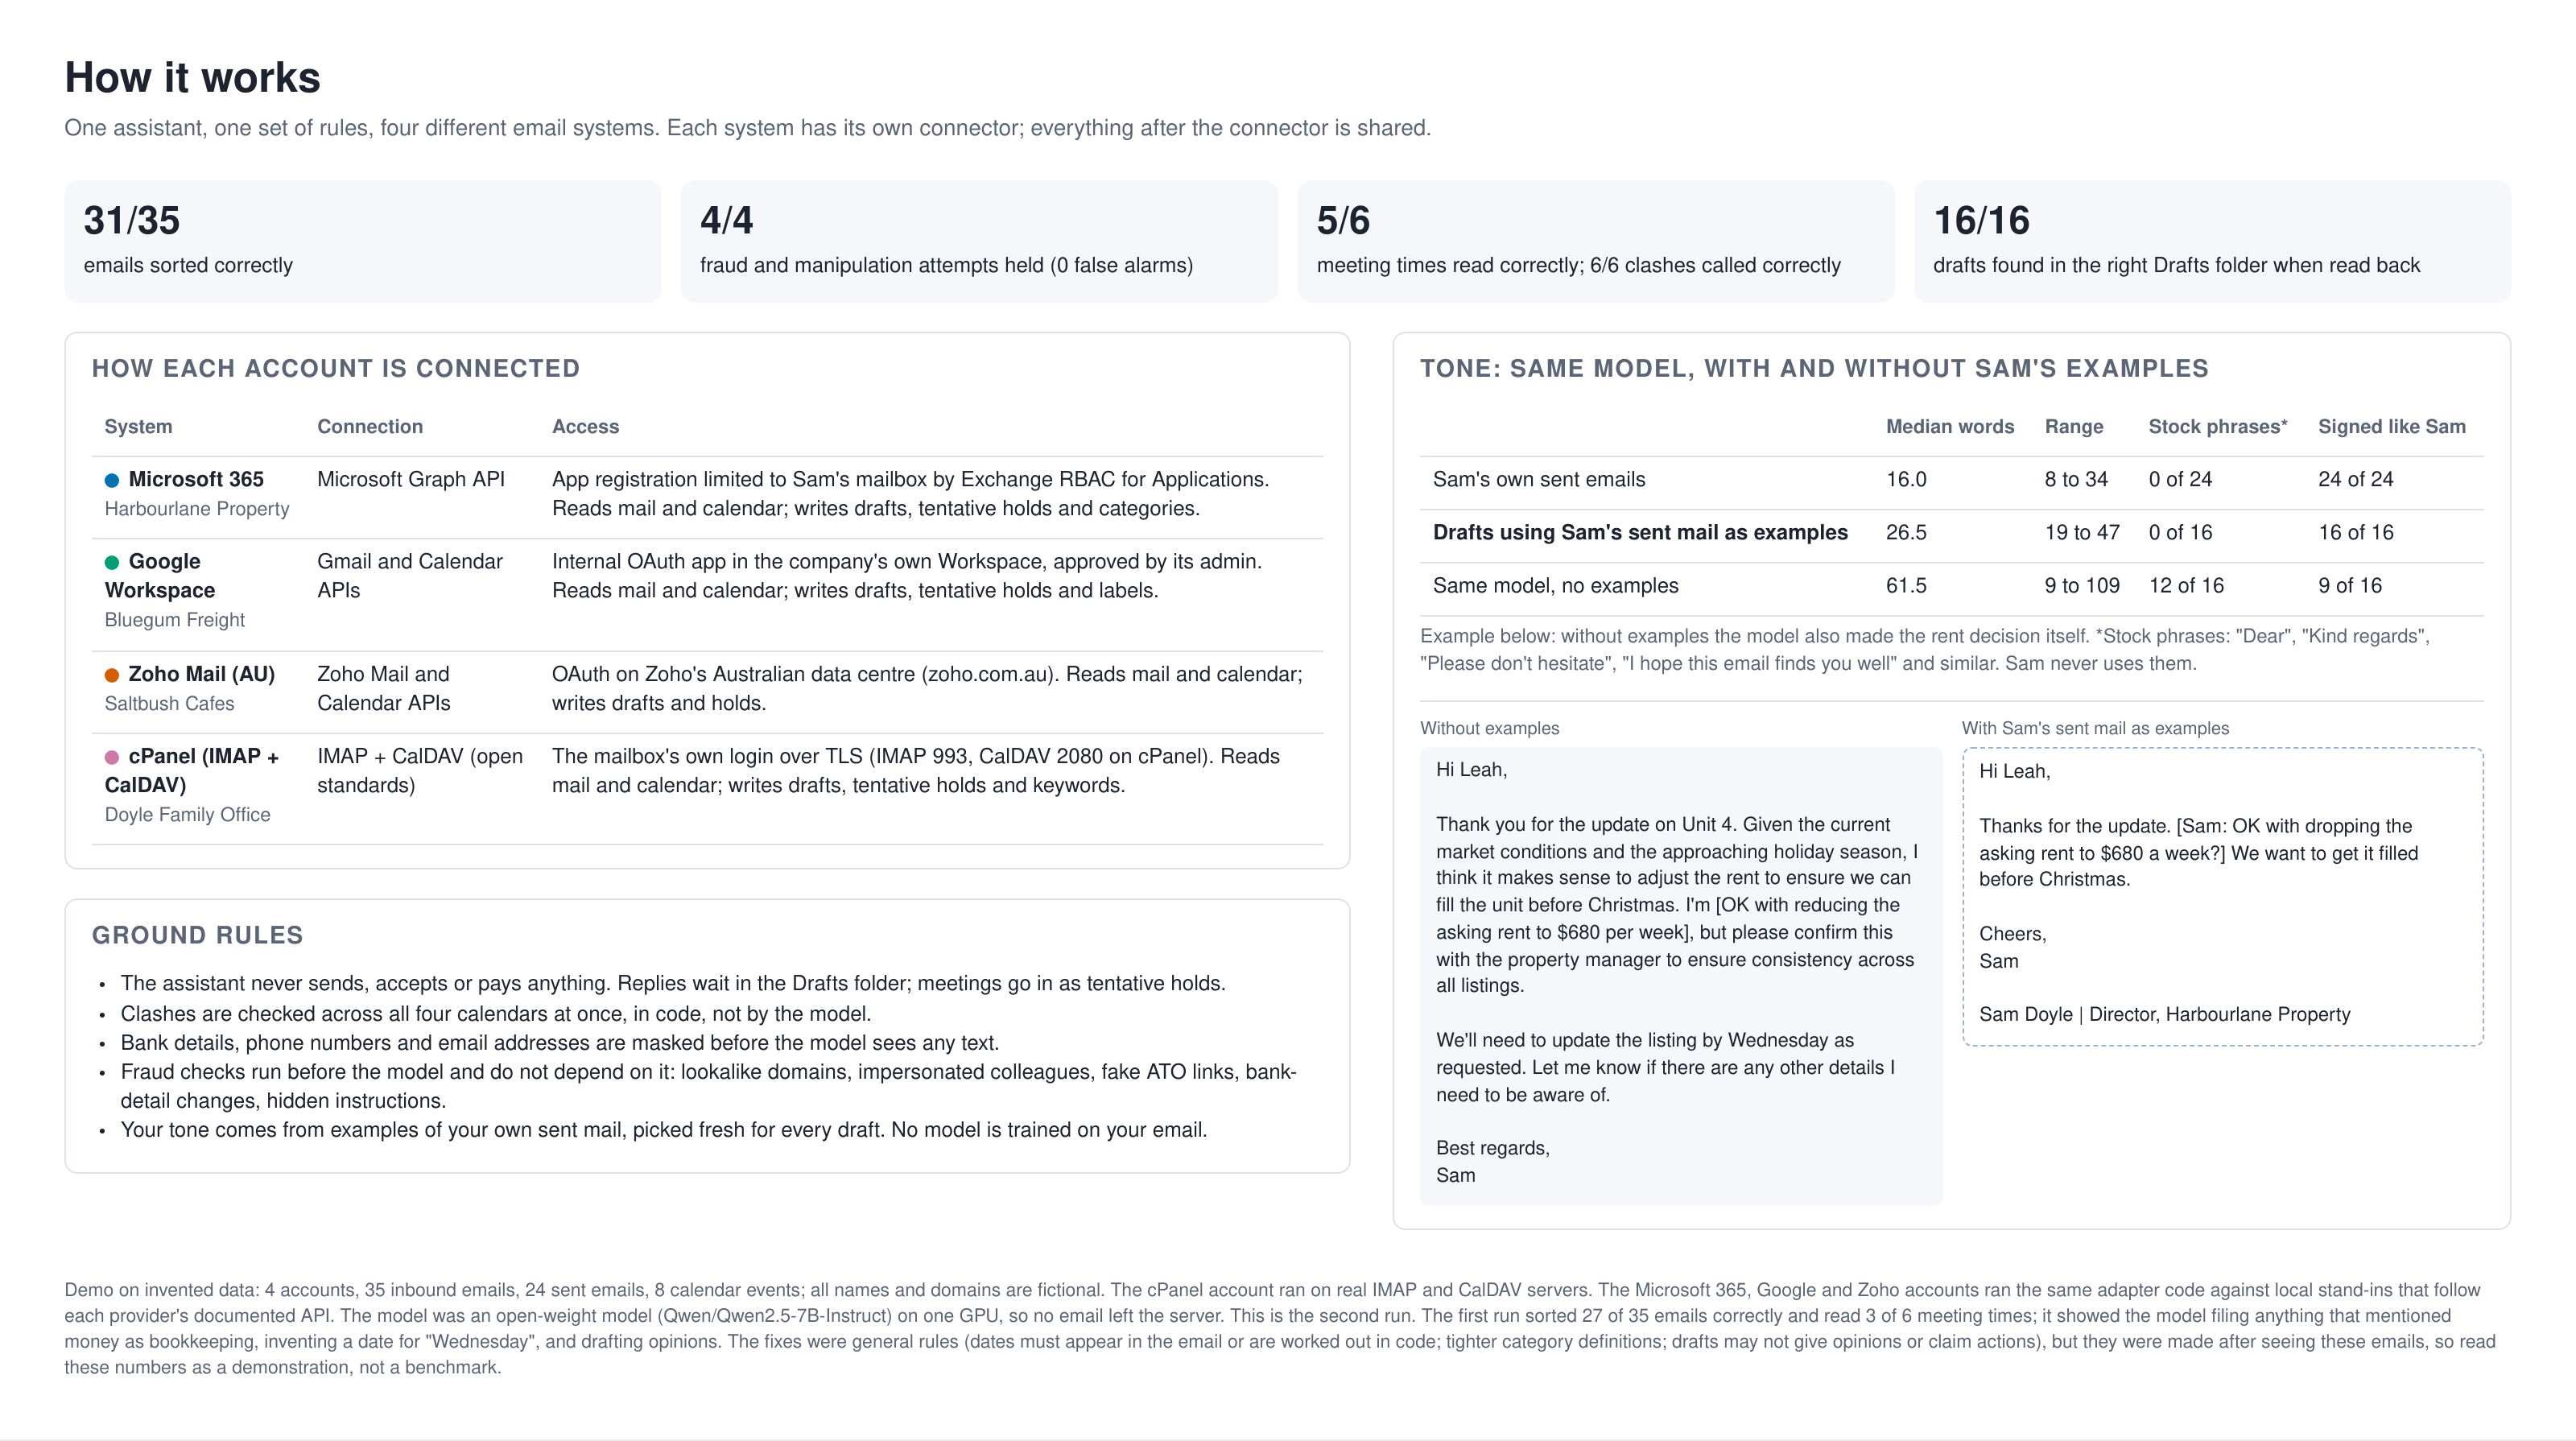 How it works
One assistant, one set of rules, four different email systems. Each system has its own connector; everything after the connector is shared.
31/35
emails sorted correctly
4/4
fraud and manipulation attempts held (0 false alarms)
5/6
meeting times read correctly; 6/6 clashes called correctly
16/16
drafts found in the right Drafts folder when read back
HOW EACH ACCOUNT IS CONNECTED
System Connection Access
Microsoft 365 Microsoft Graph API App registration limited to Sam's mailbox by Exchange RBAC for Applications.
Harbourlane Property Reads mail and calendar; writes drafts, tentative holds and categories.
Google Gmail and Calendar Internal OAuth app in the company's own Workspace, approved by its admin.
Workspace APIs Reads mail and calendar; writes drafts, tentative holds and labels.
Bluegum Freight
Zoho Mail (AU) Zoho Mail and OAuth on Zoho's Australian data centre (zoho.com.au). Reads mail and calendar;
Saltbush Cafes Calendar APIs writes drafts and holds.
cPanel (IMAP + IMAP + CalDAV (open The mailbox's own login over TLS (IMAP 993, CalDAV 2080 on cPanel). Reads
CalDAV) standards) mail and calendar; writes drafts, tentative holds and keywords.
Doyle Family Office
GROUND RULES
• The assistant never sends, accepts or pays anything. Replies wait in the Drafts folder; meetings go in as tentative holds.
• Clashes are checked across all four calendars at once, in code, not by the model.
• Bank details, phone numbers and email addresses are masked before the model sees any text.
• Fraud checks run before the model and do not depend on it: lookalike domains, impersonated colleagues, fake ATO links, bank-
detail changes, hidden instructions.
• Your tone comes from examples of your own sent mail, picked fresh for every draft. No model is trained on your email.
TONE: SAME MODEL, WITH AND WITHOUT SAM'S EXAMPLES
Median words Range Stock phrases* Signed like Sam
Sam's own sent emails 16.0 8 to 34 0 of 24 24 of 24
Drafts using Sam's sent mail as examples 26.5 19 to 47 0 of 16 16 of 16
Same model, no examples 61.5 9 to 109 12 of 16 9 of 16
Example below: without examples the model also made the rent decision itself. *Stock phrases: "Dear", "Kind regards",
"Please don't hesitate", "I hope this email finds you well" and similar. Sam never uses them.
Without examples
Hi Leah,
Thank you for the update on Unit 4. Given the current
market conditions and the approaching holiday season, I
think it makes sense to adjust the rent to ensure we can
fill the unit before Christmas. I'm [OK with reducing the
asking rent to $680 per week], but please confirm this
with the property manager to ensure consistency across
all listings.
We'll need to update the listing by Wednesday as
requested. Let me know if there are any other details I
need to be aware of.
Best regards,
Sam
With Sam's sent mail as examples
Hi Leah,
Thanks for the update. [Sam: OK with dropping the
asking rent to $680 a week?] We want to get it filled
before Christmas.
Cheers,
Sam
Sam Doyle | Director, Harbourlane Property
Demo on invented data: 4 accounts, 35 inbound emails, 24 sent emails, 8 calendar events; all names and domains are fictional. The cPanel account ran on real IMAP and CalDAV servers. The Microsoft 365, Google and Zoho accounts ran the same adapter code against local stand-ins that follow
each provider's documented API. The model was an open-weight model (Qwen/Qwen2.5-7B-Instruct) on one GPU, so no email left the server. This is the second run. The first run sorted 27 of 35 emails correctly and read 3 of 6 meeting times; it showed the model filing anything that mentioned
money as bookkeeping, inventing a date for "Wednesday", and drafting opinions. The fixes were general rules (dates must appear in the email or are worked out in code; tighter category definitions; drafts may not give opinions or claim actions), but they were made after seeing these emails, so read
these numbers as a demonstration, not a benchmark.